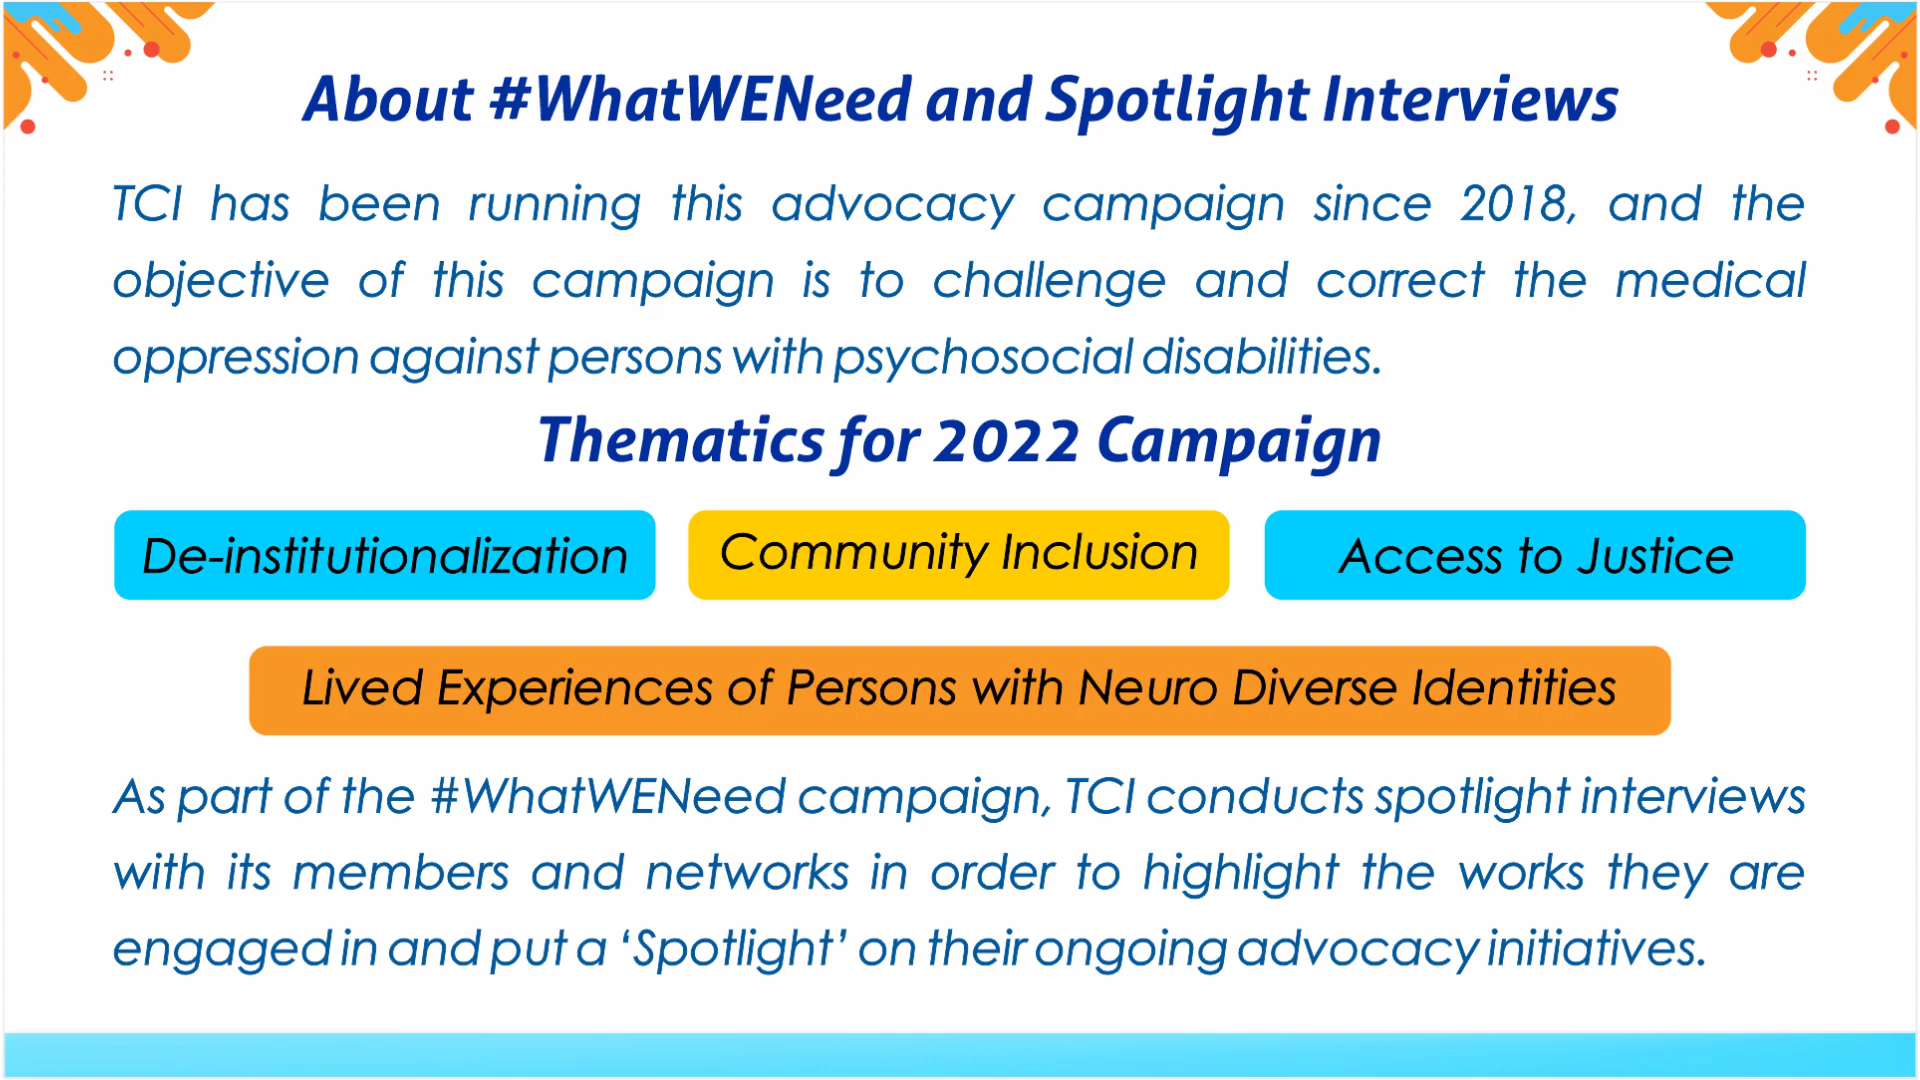 About #WhatWENeed and Spotlight Interviews
TCI has been running this advocacy campaign since 2018, and the
objective of this campaign is to challenge and correct the medical
oppression against persons with psychosocial disabilities.
Thematics for 2022 Campaign
De-institutionalization
Community Inclusion
Access to Justice
Lived Experiences of Persons with Neuro Diverse Identities
As part of the #WhatWENeed campaign, TCI conducts spotlight interviews
with its members and networks in order to highlight the works they are
engaged in and put a ‘Spotlight’ on their ongoing advocacy initiatives.